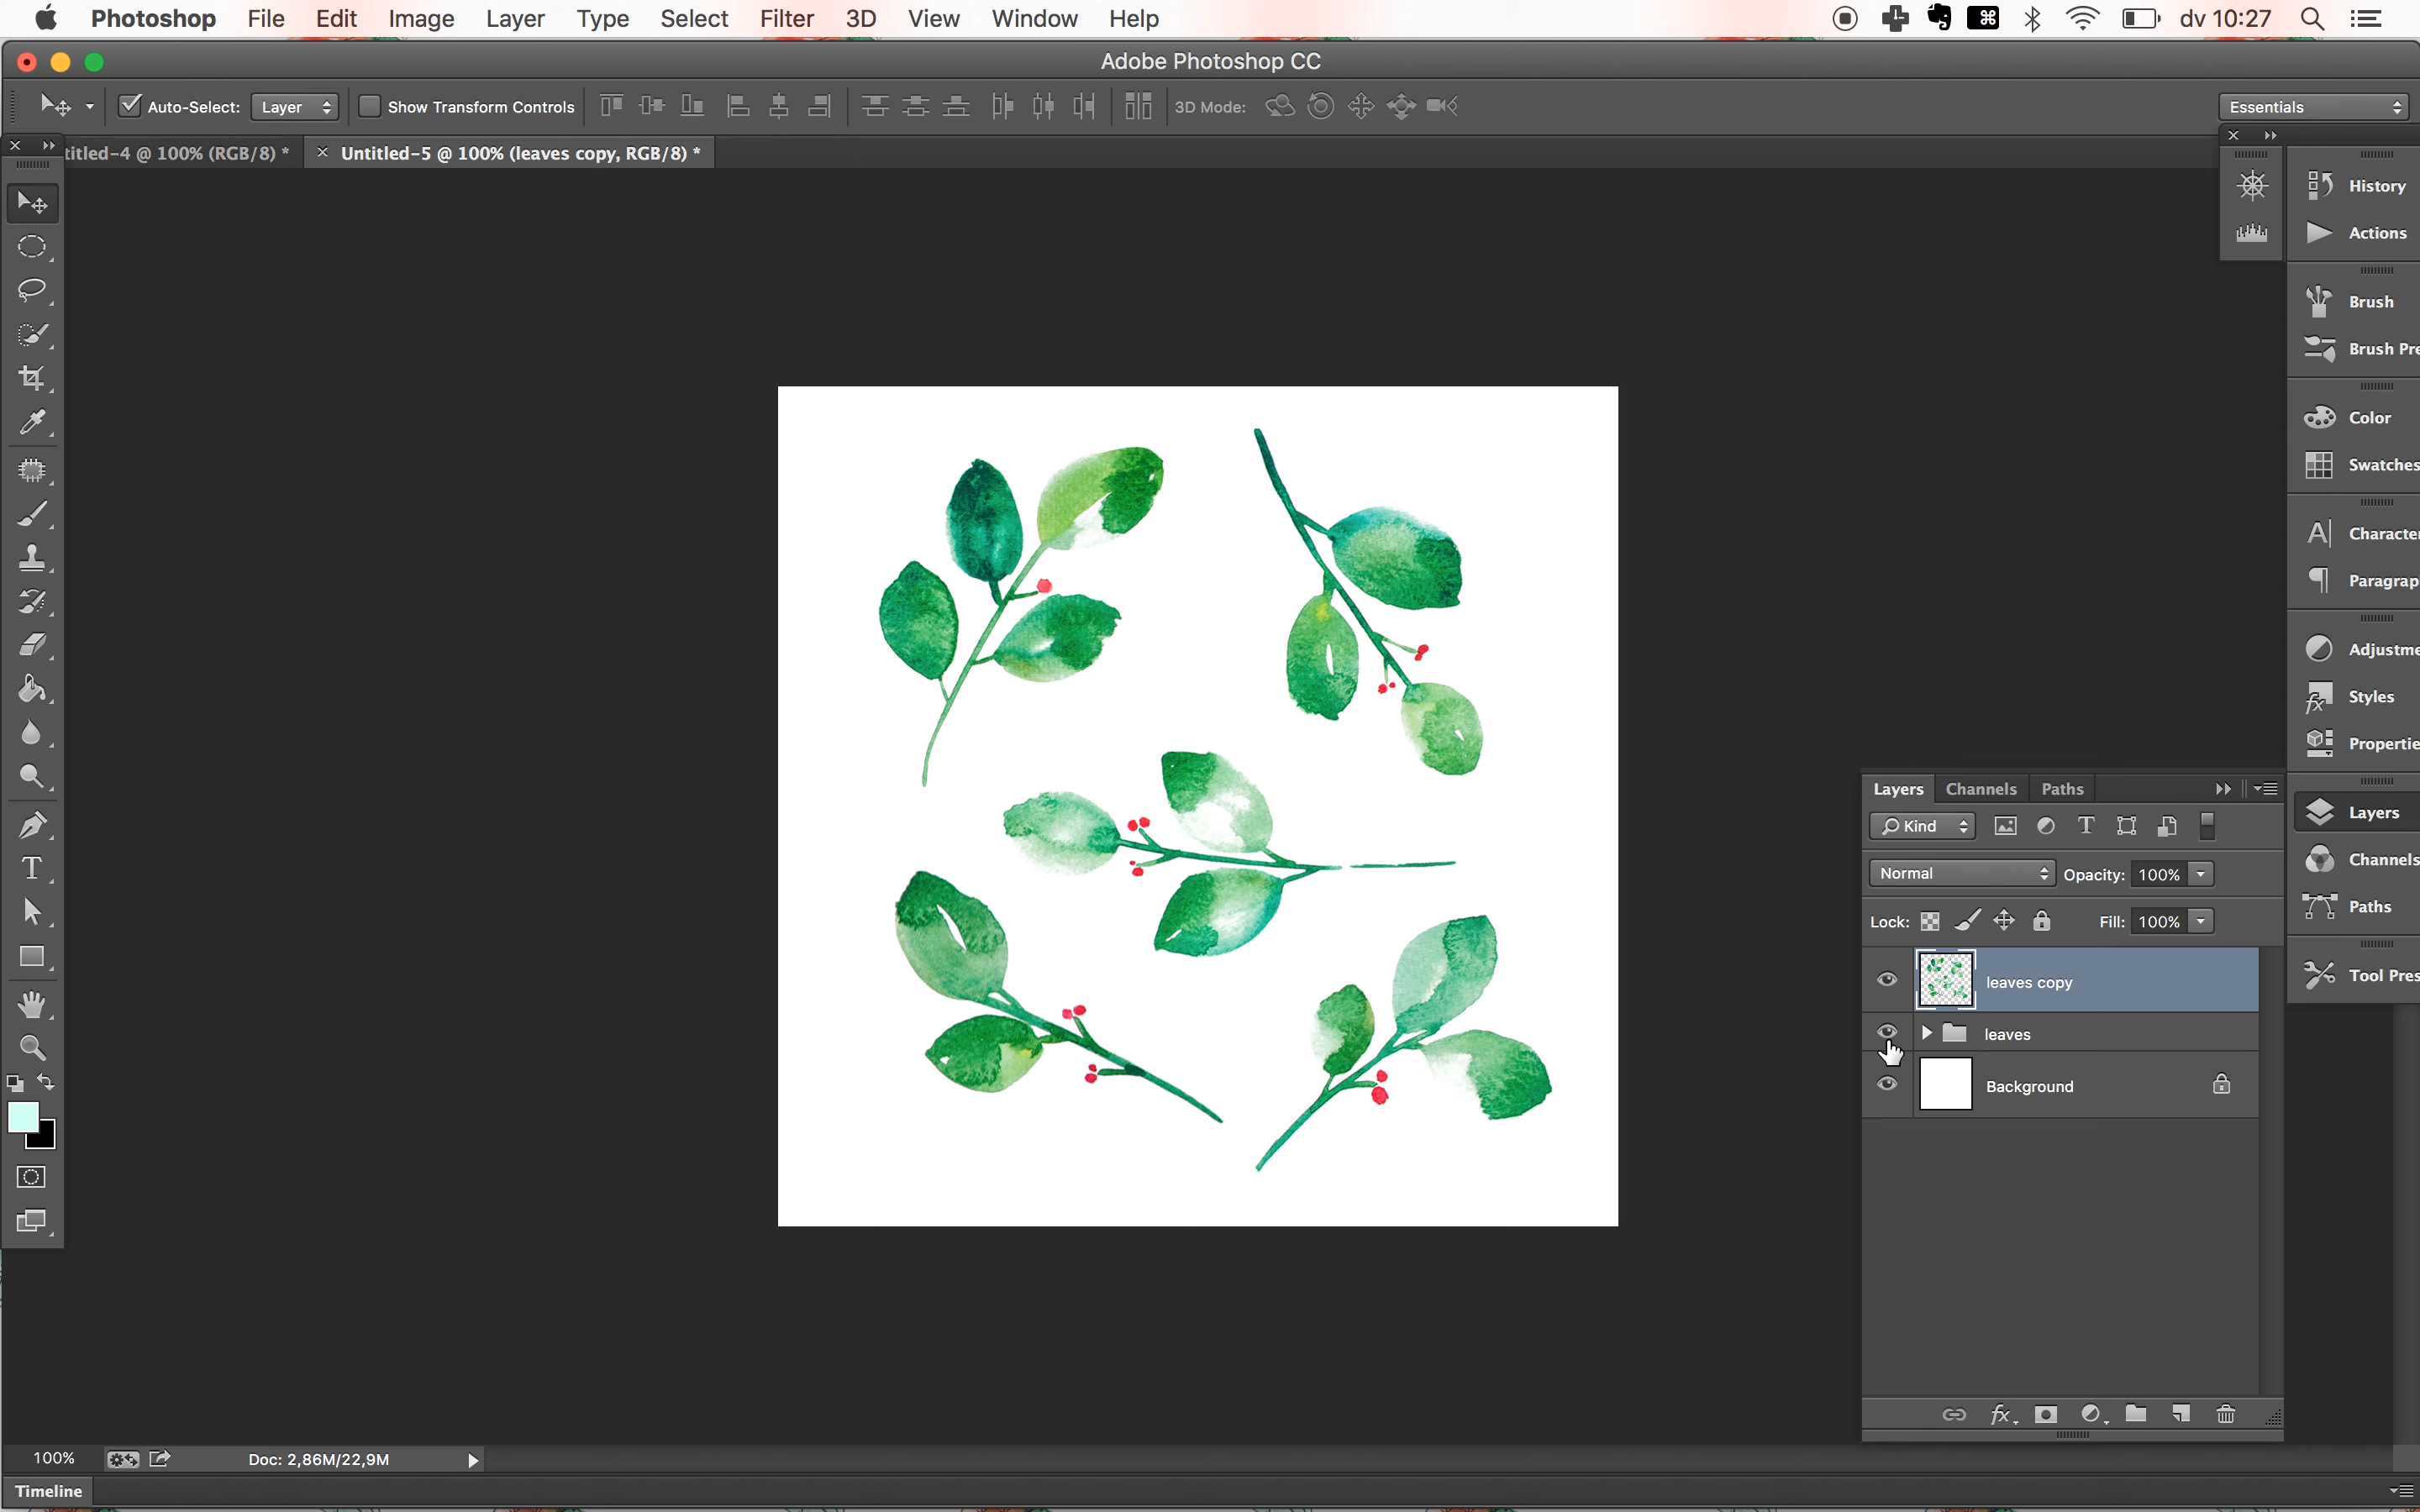 Photoshop File Edit Image Layer Type Select Filter 3D View Window Help dv 10:27
Adobe Photoshop CC
Auto-Select: Layer Show Transform Controls 3D Mode: Essentials
titled-4 @ 100% (RGB/8) * × Untitled-5 @ 100% (leaves copy, RGB/8) *
History
Actions
Brush
Brush Pre
Color
Swatches
Character
Paragrap
Adjustme
Styles
Propertie
Layers
Channels
Paths
Tool Pres
Layers Channels Paths
Kind
Normal Opacity: 100%
Lock: Fill: 100%
leaves copy
leaves
Background
100% Doc: 2,86M/22,9M
Timeline